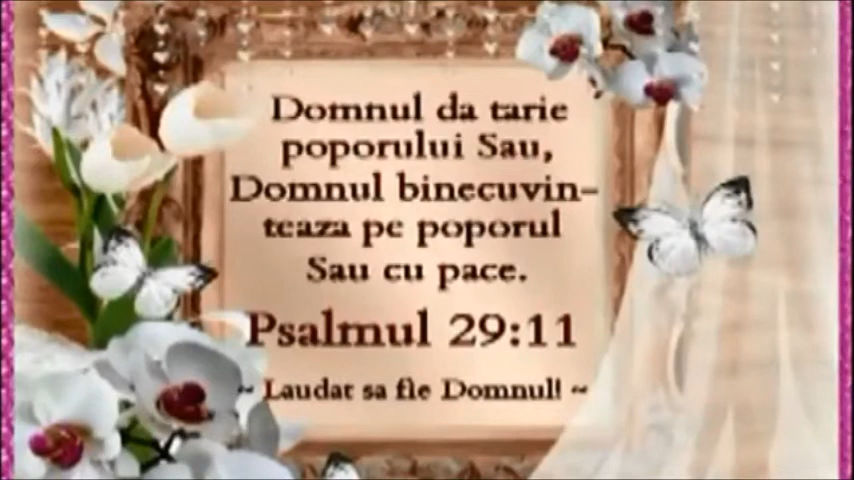 Domnul da tarie
poporului Sau,
Domnul binecuvin-
teaza pe poporul
Sau cu pace.
Psalmul 29:11
~ Laudat sa fie Domnul! ~